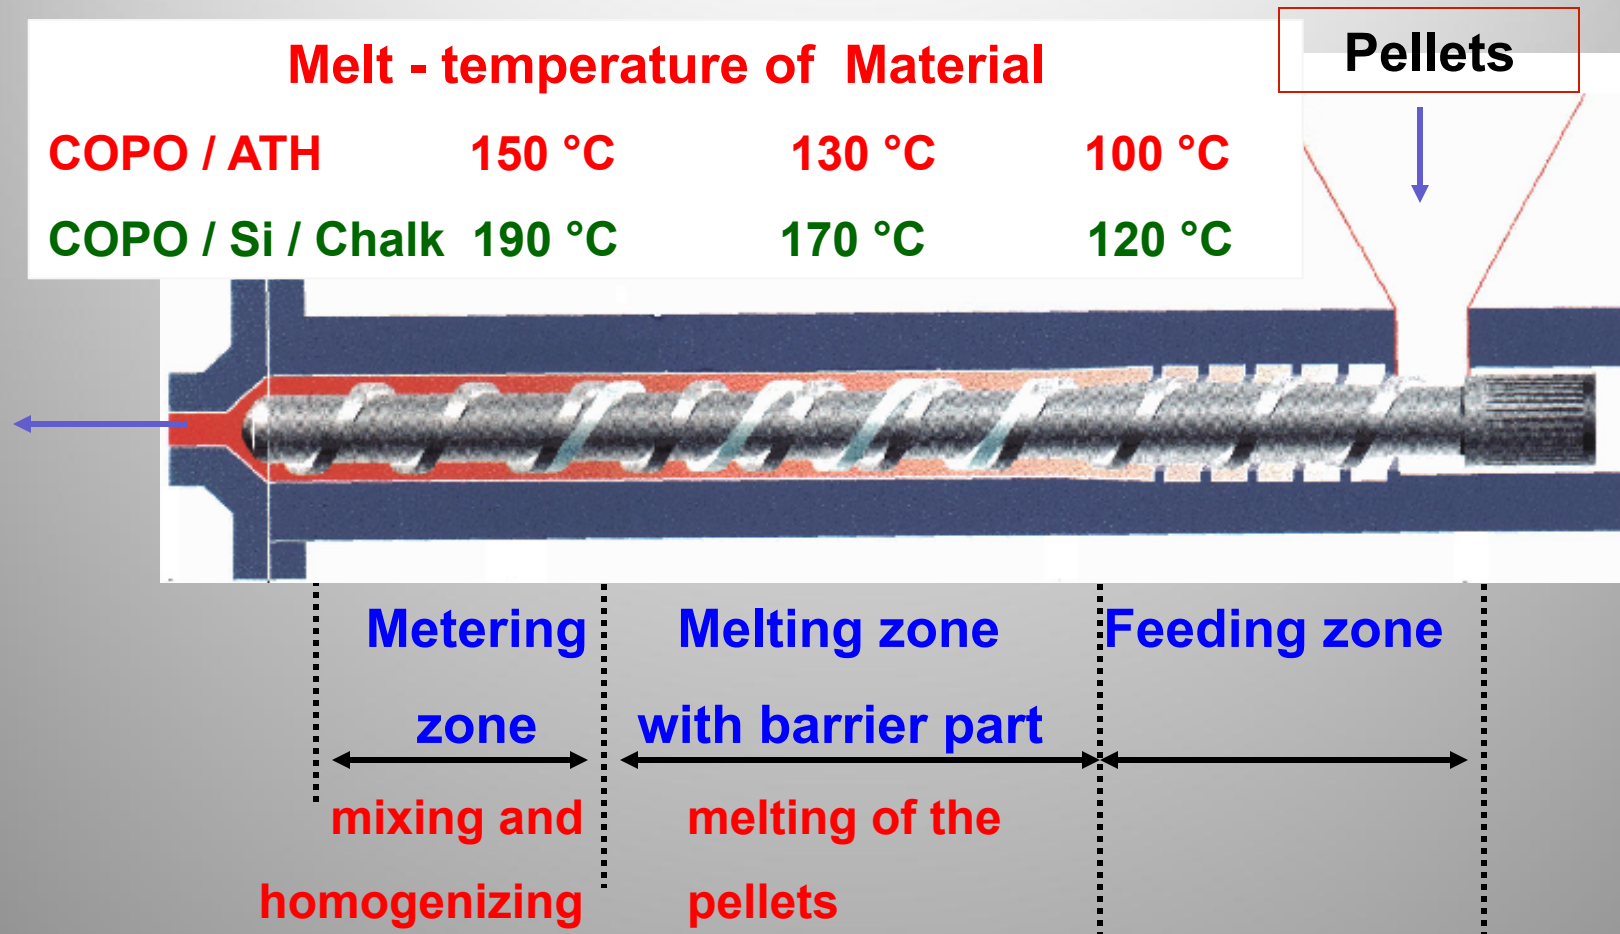 Melt - temperature of  Material
Pellets
COPO / ATH 150 °C 130 °C 100 °C
COPO / Si / Chalk 190 °C 170 °C 120 °C
Metering
zone
Melting zone
with barrier part
Feeding zone
mixing and
homogenizing
melting of the
pellets